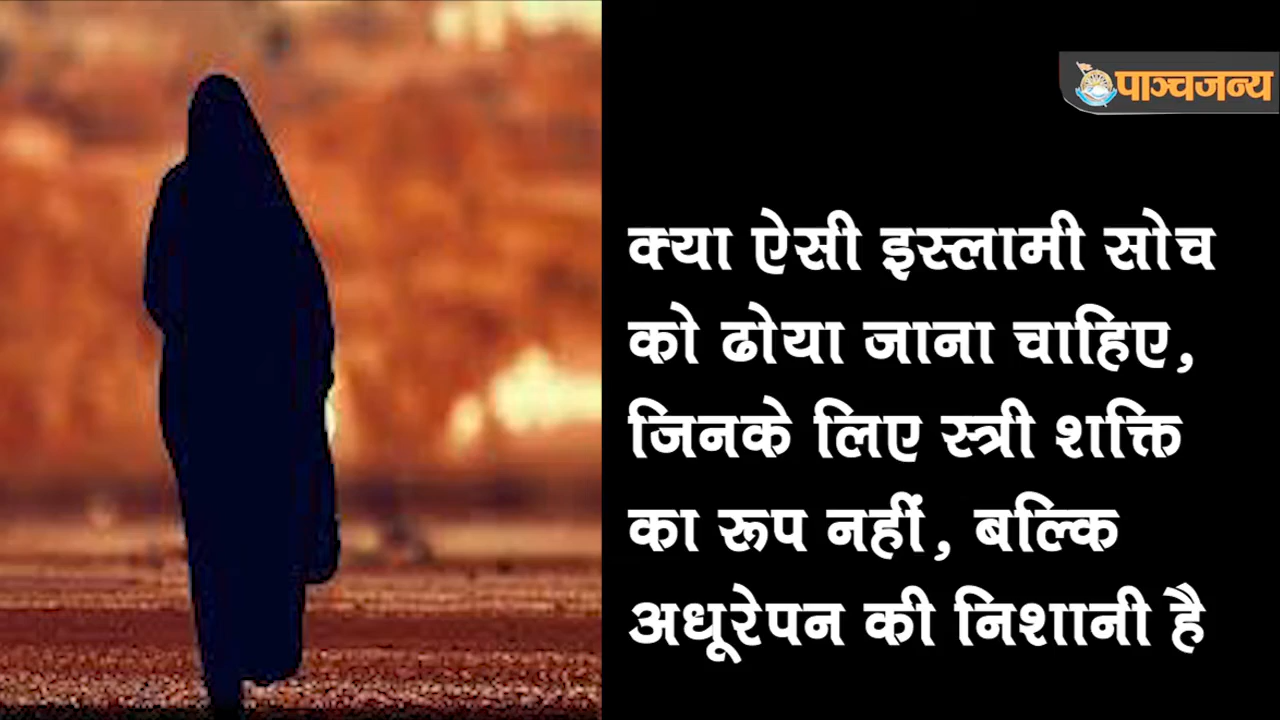 पाञ्चजन्य
क्या ऐसी इस्लामी सोच
को ढोया जाना चाहिए,
जिनके लिए स्त्री शक्ति
का रूप नहीं, बल्कि
अधूरेपन की निशानी है